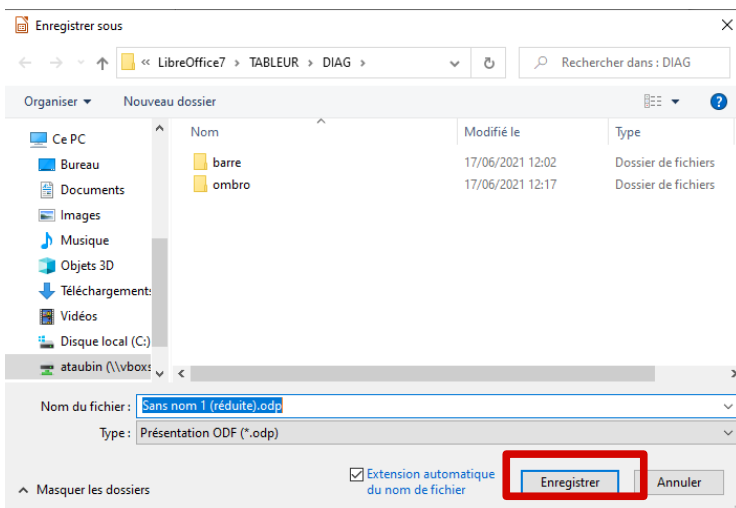 Enregistrer sous
« LibreOffice7 › TABLEUR › DIAG ›
Rechercher dans : DIAG
Organiser
Nouveau dossier
Ce PC
Bureau
Documents
Images
Musique
Objets 3D
Téléchargement
Vidéos
Disque local (C:)
ataubin (\\vboxs
Nom Modifié le Type
barre 17/06/2021 12:02 Dossier de fichiers
ombro 17/06/2021 12:17 Dossier de fichiers
Nom du fichier : Sans nom 1 (réduite).odp
Type : Présentation ODF (*.odp)
Extension automatique
du nom de fichier
Masquer les dossiers
Enregistrer
Annuler